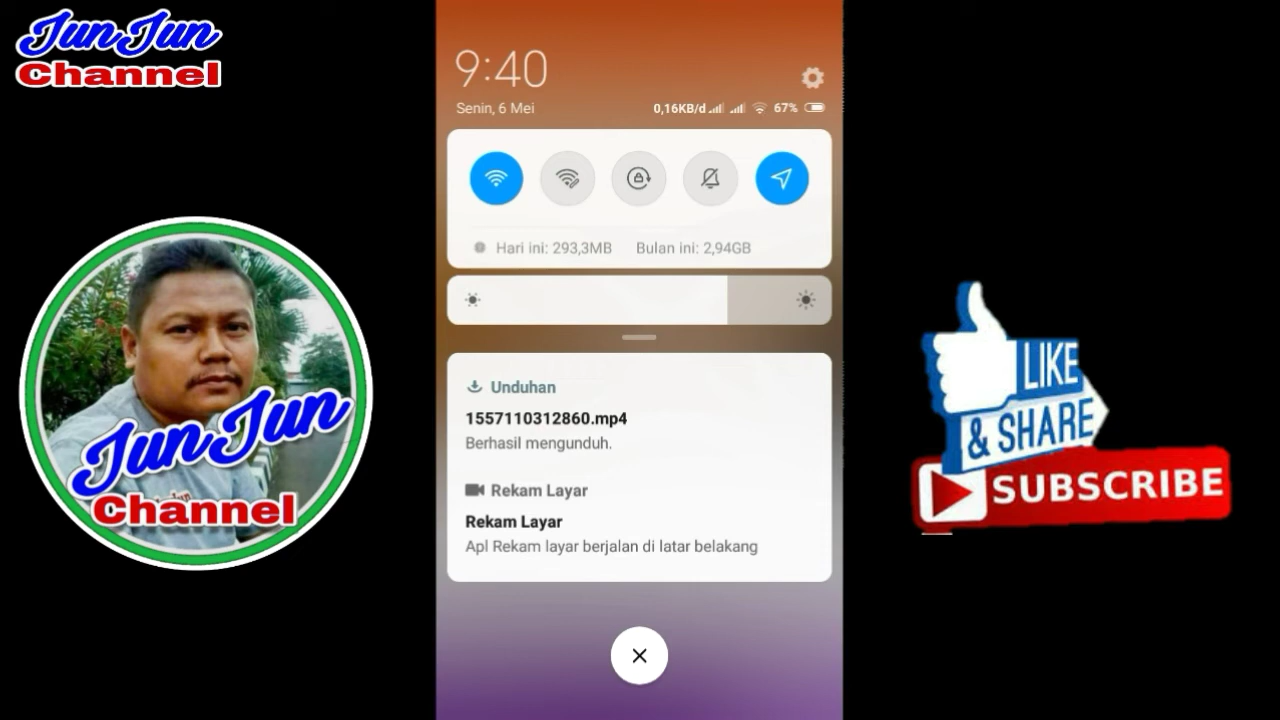 JunJun
Channel
9:40
Senin, 6 Mei
0,16KB/d
67%
Hari ini: 293,3MB
Bulan ini: 2,94GB
Unduhan
1557110312860.mp4
Berhasil mengunduh.
Rekam Layar
Rekam Layar
Apl Rekam layar berjalan di latar belakang
JunJun
Channel
LIKE
& SHARE
SUBSCRIBE